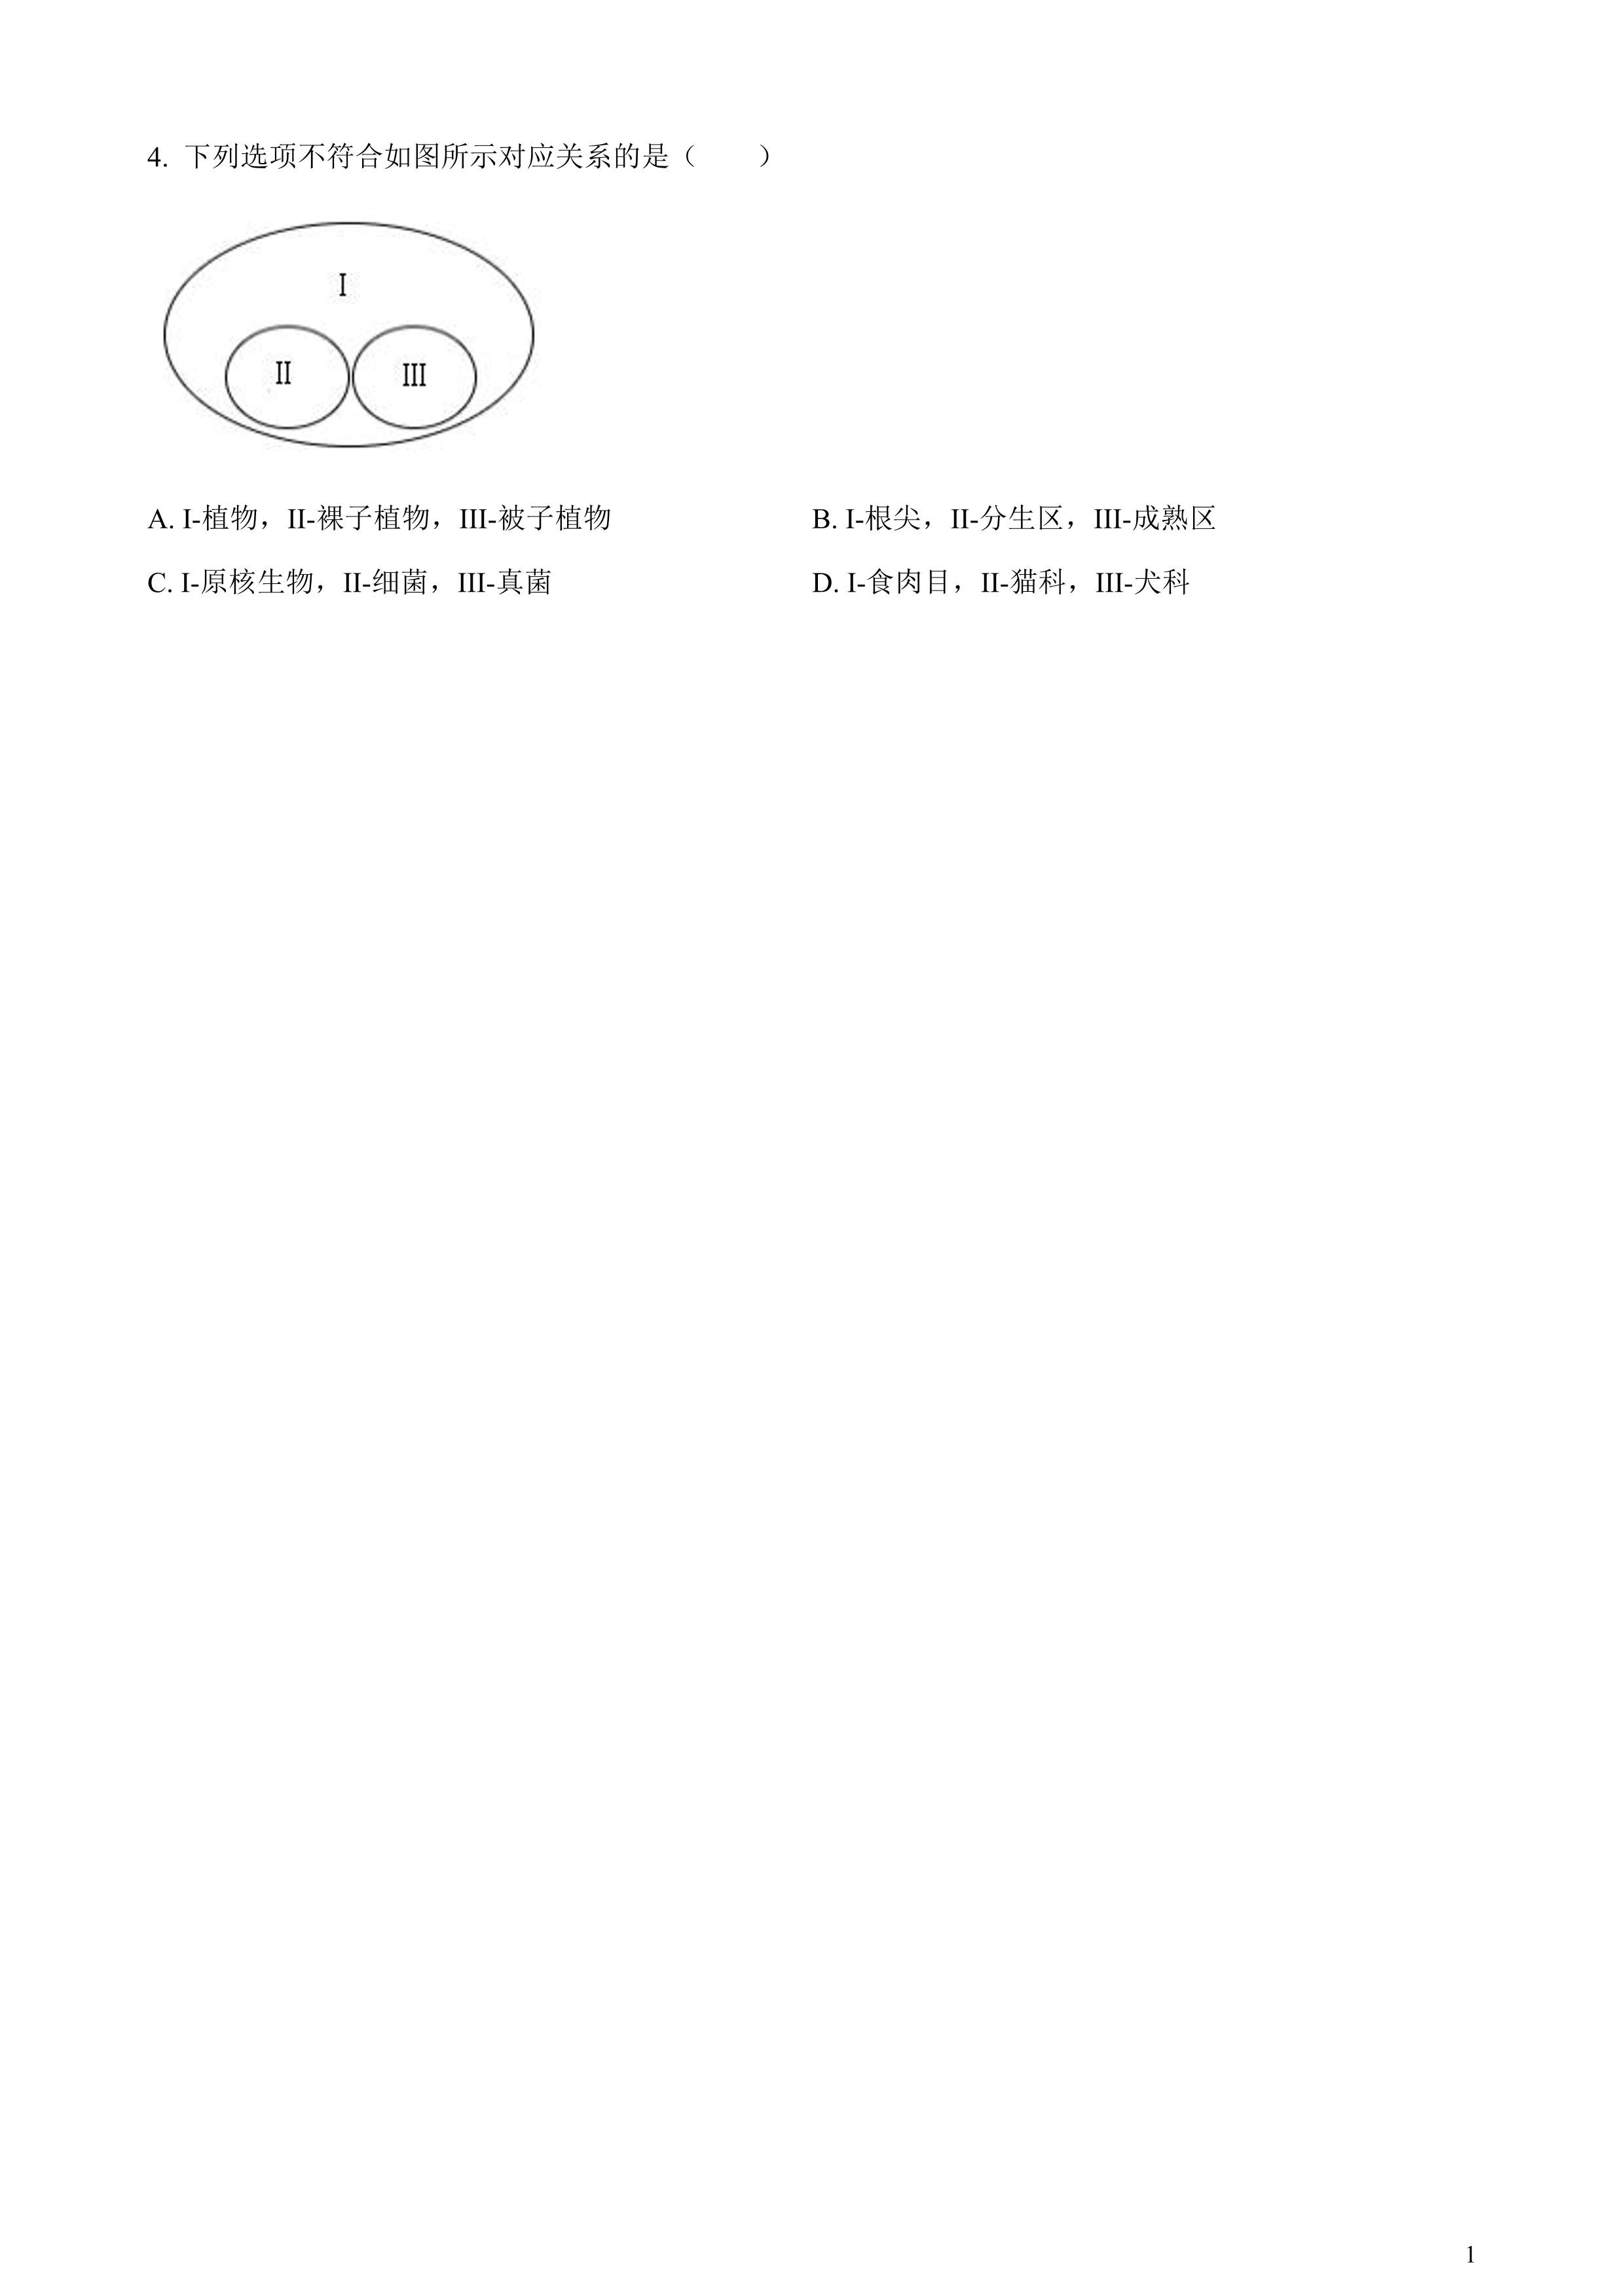 4. 下列选项不符合如图所示对应关系的是（　　）
I
II
III
A. I-植物，II-裸子植物，III-被子植物
B. I-根尖，II-分生区，III-成熟区
C. I-原核生物，II-细菌，III-真菌
D. I-食肉目，II-猫科，III-犬科
1